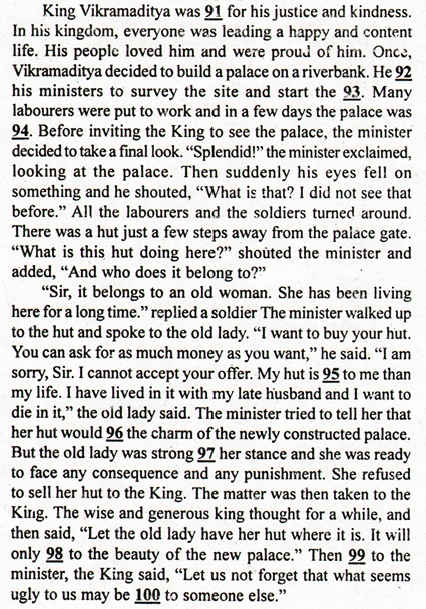 King Vikramaditya was 91 for his justice and kindness.
In his kingdom, everyone was leading a happy and content
life. His people loved him and were proud of him. Once,
Vikramaditya decided to build a palace on a riverbank. He 92
his ministers to survey the site and start the 93. Many
labourers were put to work and in a few days the palace was
94. Before inviting the King to see the palace, the minister
decided to take a final look. “Splendid!” the minister exclaimed,
looking at the palace. Then suddenly his eyes fell on
something and he shouted, “What is that? I did not see that
before.” All the labourers and the soldiers turned around.
There was a hut just a few steps away from the palace gate.
“What is this hut doing here?” shouted the minister and
added, “And who does it belong to?”
“Sir, it belongs to an old woman. She has been living
here for a long time.” replied a soldier The minister walked up
to the hut and spoke to the old lady. “I want to buy your hut.
You can ask for as much money as you want,” he said. “I am
sorry, Sir. I cannot accept your offer. My hut is 95 to me than
my life. I have lived in it with my late husband and I want to
die in it,” the old lady said. The minister tried to tell her that
her hut would 96 the charm of the newly constructed palace.
But the old lady was strong 97 her stance and she was ready
to face any consequence and any punishment. She refused
to sell her hut to the King. The matter was then taken to the
King. The wise and generous king thought for a while, and
then said, “Let the old lady have her hut where it is. It will
only 98 to the beauty of the new palace.” Then 99 to the
minister, the King said, “Let us not forget that what seems
ugly to us may be 100 to someone else.”